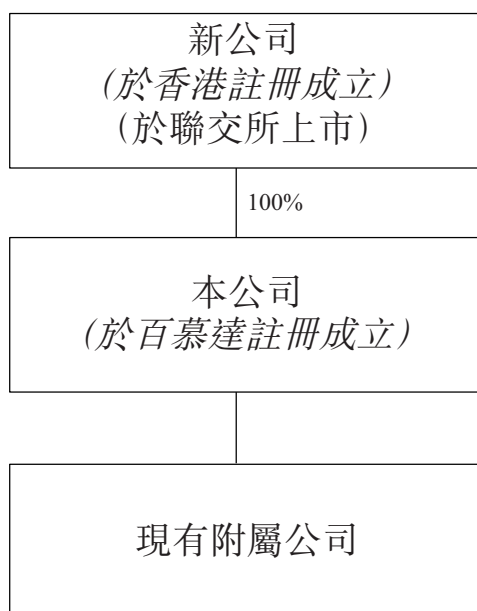 新公司
(於香港註冊成立)
(於聯交所上市)
100%
本公司
(於百慕達註冊成立)
現有附屬公司